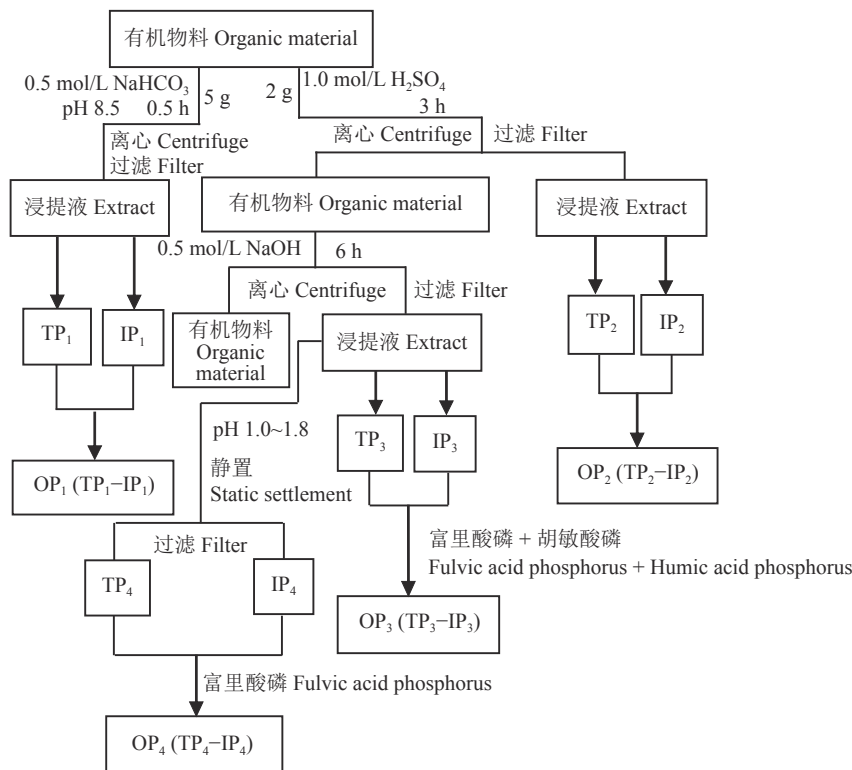 有机物料 Organic material
0.5 mol/L NaHCO₃
pH 8.5 0.5 h
5 g
2 g
1.0 mol/L H₂SO₄
3 h
离心 Centrifuge
过滤 Filter
离心 Centrifuge
过滤 Filter
浸提液 Extract
有机物料 Organic material
浸提液 Extract
0.5 mol/L NaOH
6 h
离心 Centrifuge
过滤 Filter
TP₁
IP₁
有机物料
Organic
material
浸提液 Extract
TP₂
IP₂
pH 1.0~1.8
静置
Static settlement
TP₃
IP₃
OP₁ (TP₁−IP₁)
OP₂ (TP₂−IP₂)
过滤 Filter
富里酸磷 + 胡敏酸磷
Fulvic acid phosphorus + Humic acid phosphorus
TP₄
IP₄
OP₃ (TP₃−IP₃)
富里酸磷 Fulvic acid phosphorus
OP₄ (TP₄−IP₄)